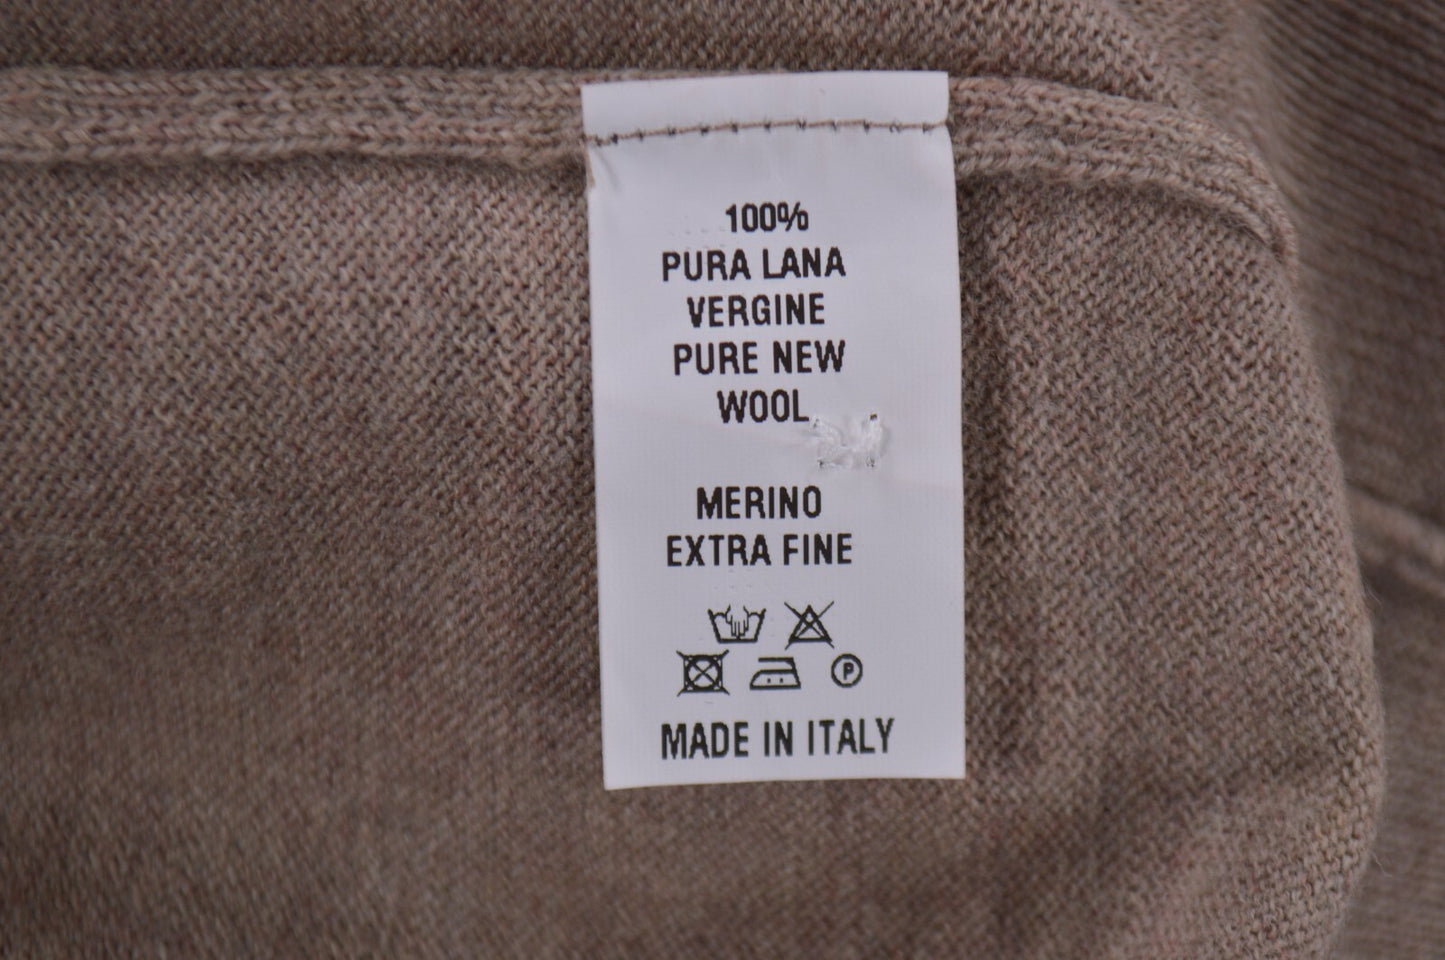 100%
PURA LANA
VERGINE
PURE NEW
WOOL
MERINO
EXTRA FINE
P
MADE IN ITALY